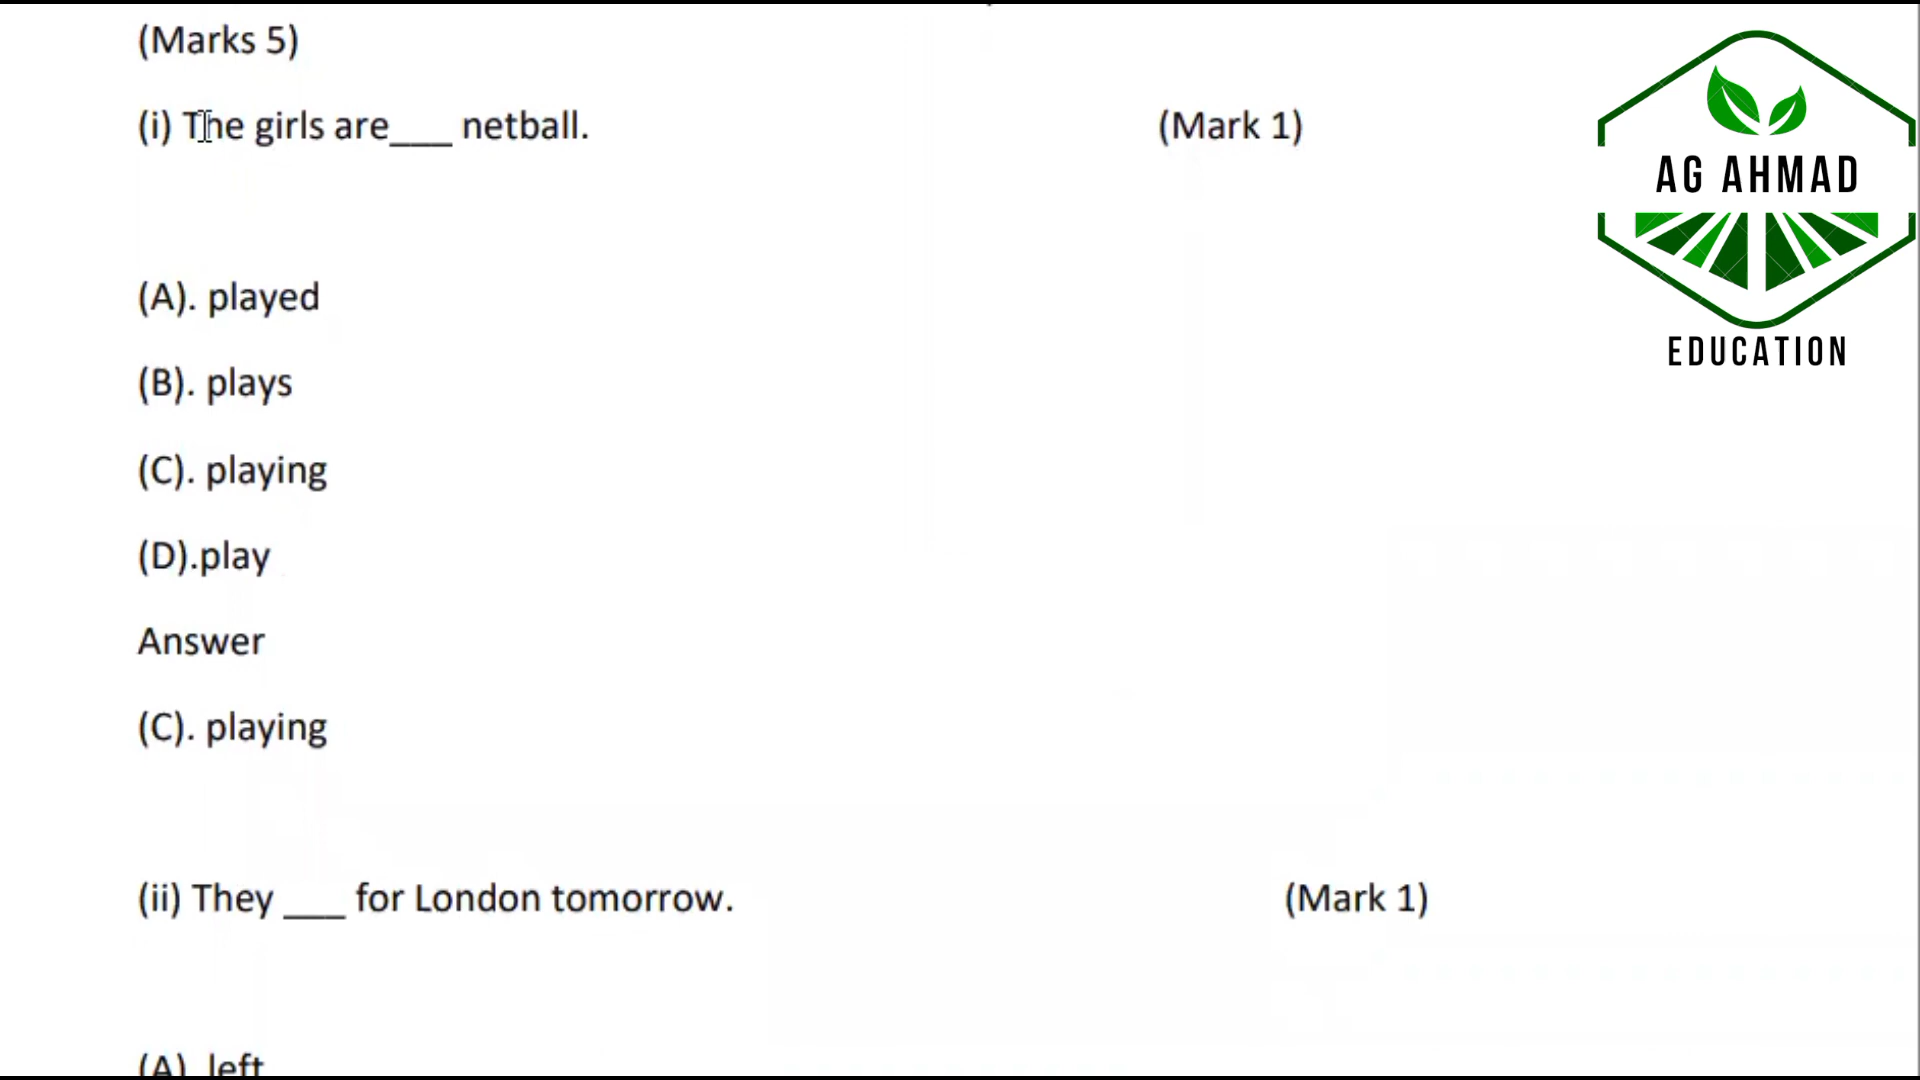 (Marks 5)
(i) The girls are___ netball. (Mark 1)
AG AHMAD
EDUCATION
(A). played
(B). plays
(C). playing
(D).play
Answer
(C). playing
(ii) They ___ for London tomorrow. (Mark 1)
(A). left